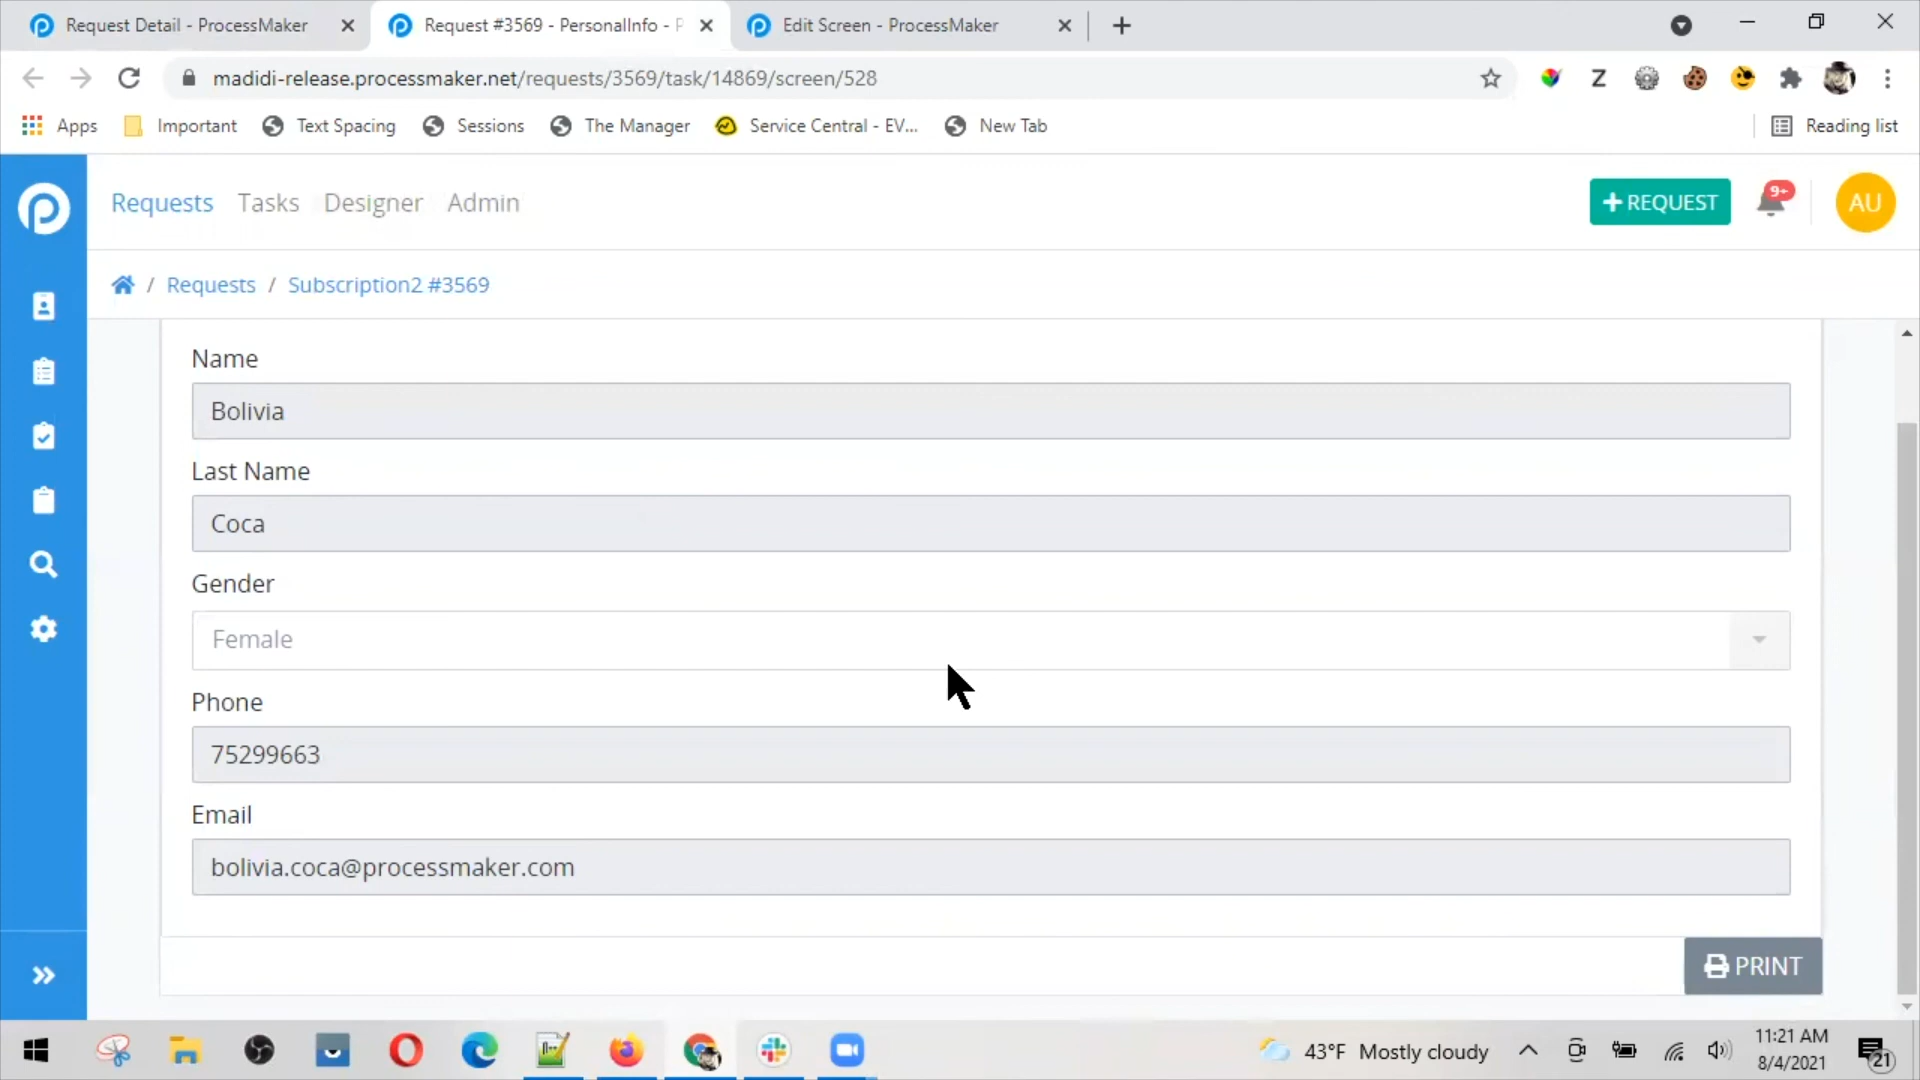 Request Detail - ProcessMaker
Request #3569 - PersonalInfo - P
Edit Screen - ProcessMaker
madidi-release.processmaker.net/requests/3569/task/14869/screen/528
Z
Apps
Important
Text Spacing
Sessions
The Manager
Service Central - EV...
New Tab
Reading list
Requests
Tasks
Designer
Admin
+ REQUEST
9+
AU
/ Requests / Subscription2 #3569
Name
Bolivia
Last Name
Coca
Gender
Female
Phone
75299663
Email
bolivia.coca@processmaker.com
PRINT
43°F Mostly cloudy
11:21 AM
8/4/2021
21